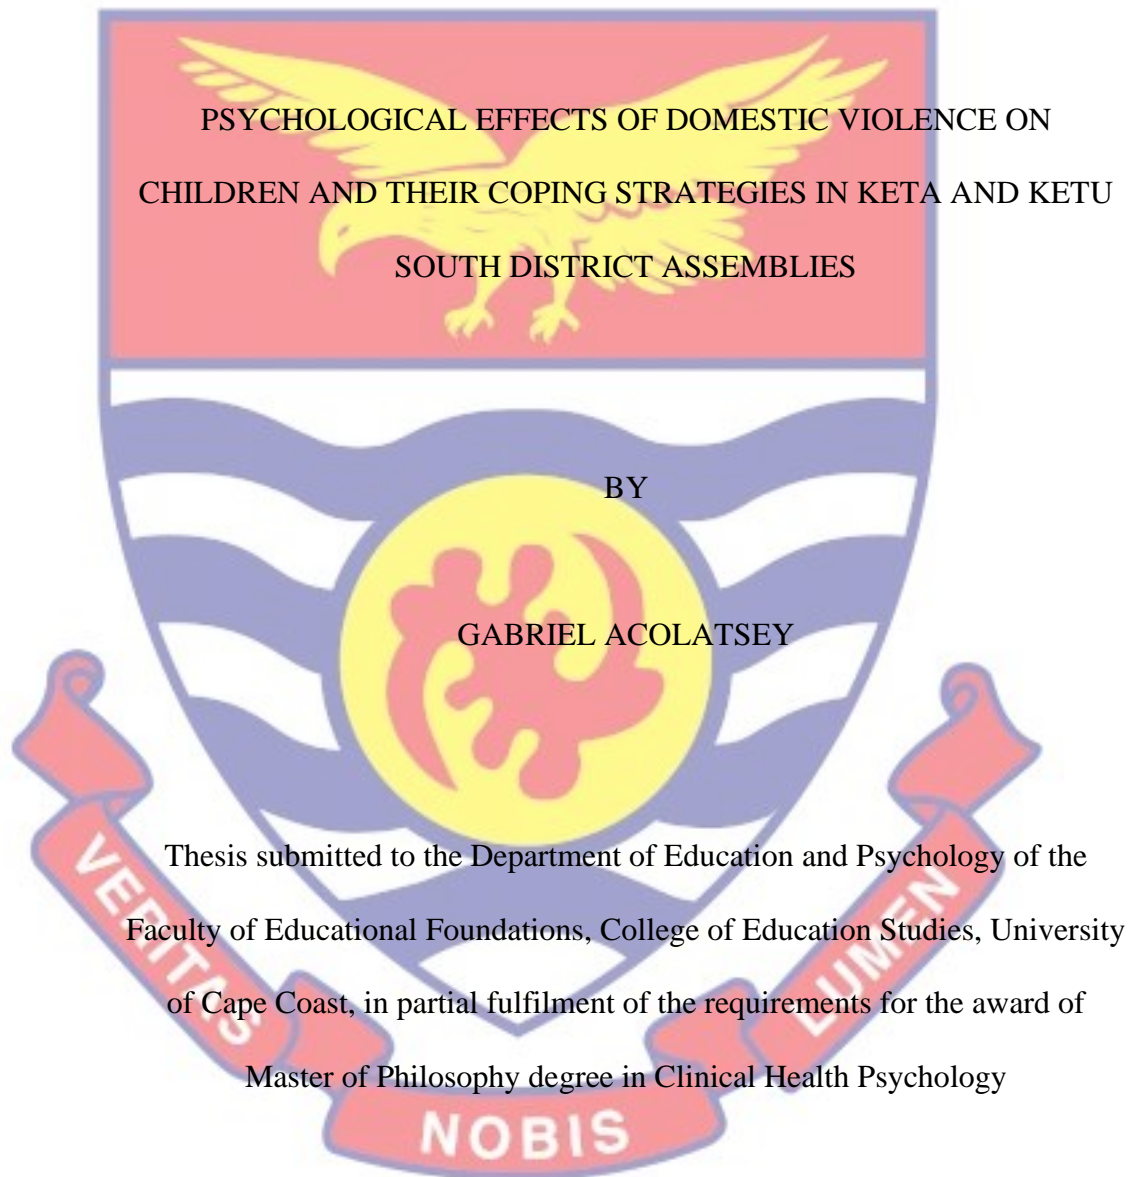 PSYCHOLOGICAL EFFECTS OF DOMESTIC VIOLENCE ON
CHILDREN AND THEIR COPING STRATEGIES IN KETA AND KETU
SOUTH DISTRICT ASSEMBLIES
BY
GABRIEL ACOLATSEY
Thesis submitted to the Department of Education and Psychology of the
Faculty of Educational Foundations, College of Education Studies, University
of Cape Coast, in partial fulfilment of the requirements for the award of
Master of Philosophy degree in Clinical Health Psychology
VERITAS
NOBIS
LUMEN